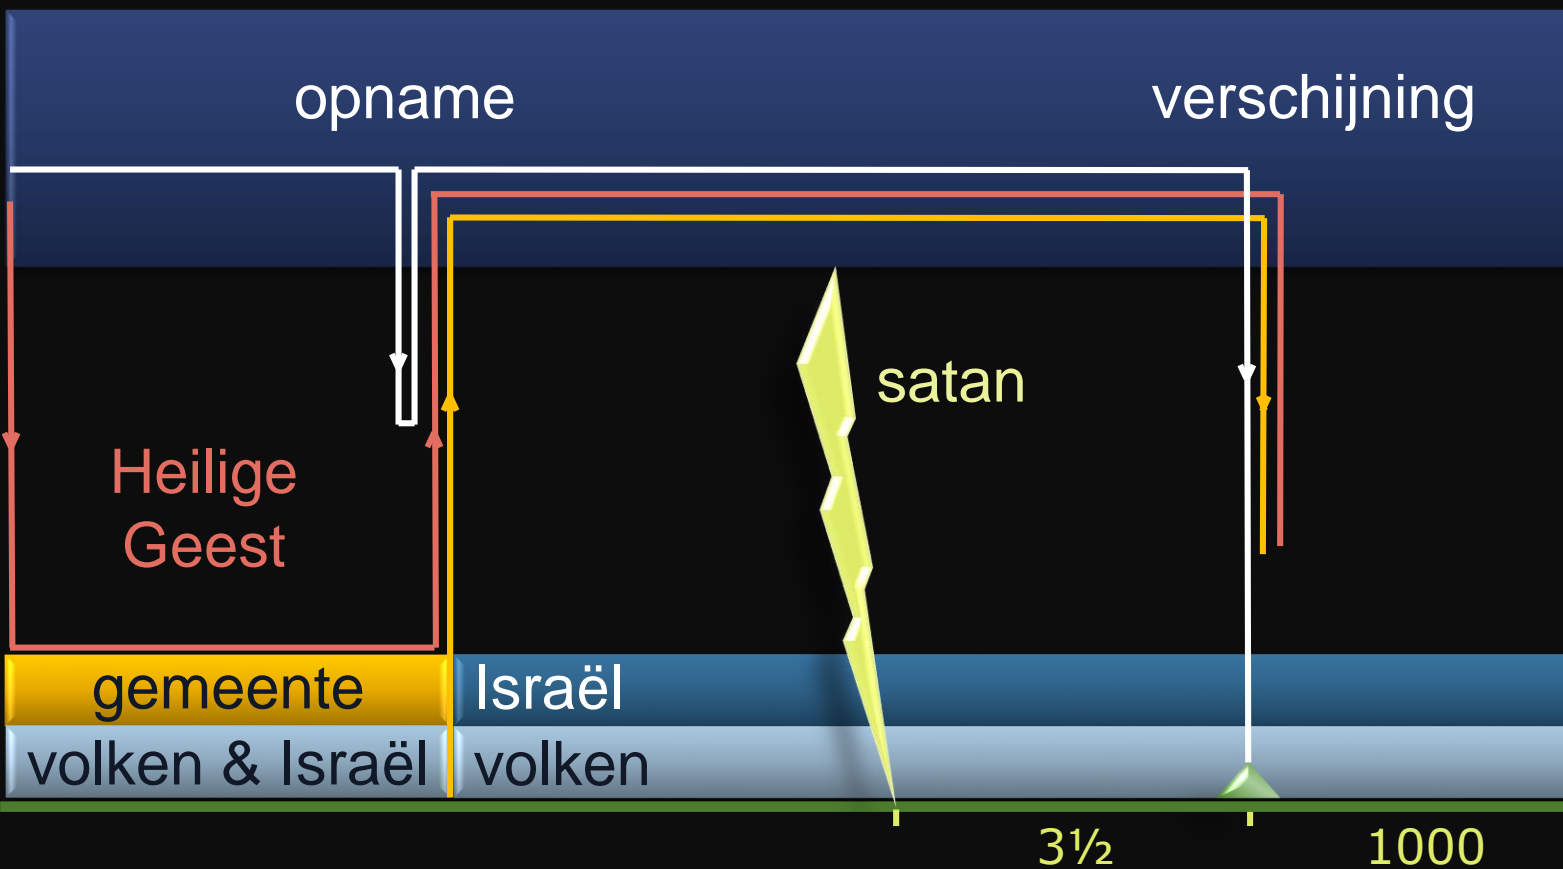 opname
verschijning
satan
Heilige
Geest
gemeente
Israël
volken & Israël
volken
3½
1000